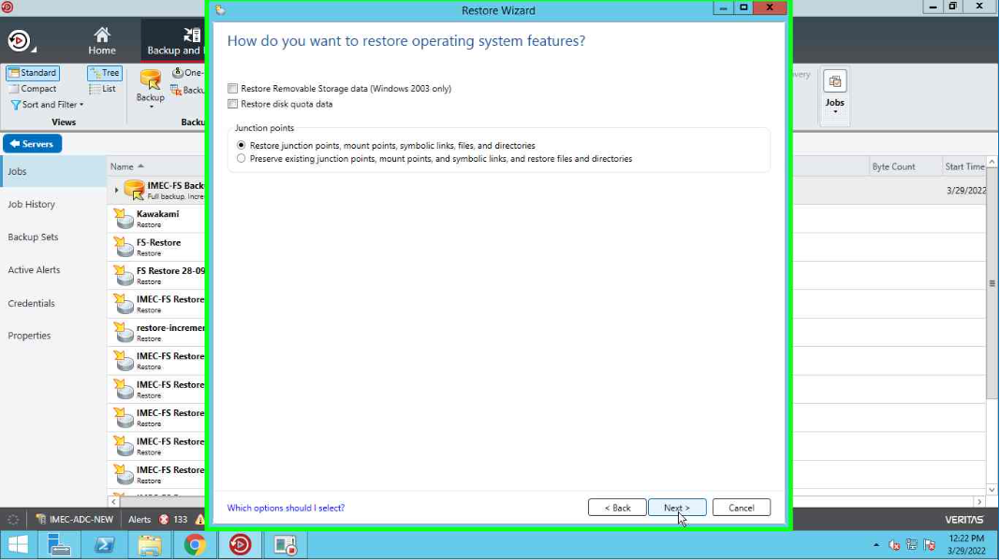 Restore Wizard
Home
Backup and
Standard
Compact
Sort and Filter
Views
Tree
List
Backup
One-
Backu
Backu
very
Jobs
Servers
Jobs
Job History
Backup Sets
Active Alerts
Credentials
Properties
Name
IMEC-FS Back
Full backup, Incre
Kawakami
Restore
FS-Restore
Restore
FS Restore 28-09
Restore
IMEC-FS Restore
Restore
restore-incremen
Restore
IMEC-FS Restore
Restore
IMEC-FS Restore
Restore
IMEC-FS Restore
Restore
IMEC-FS Restore
Restore
IMEC-FS Restore
Restore
How do you want to restore operating system features?
Restore Removable Storage data (Windows 2003 only)
Restore disk quota data
Junction points
Restore junction points, mount points, symbolic links, files, and directories
Preserve existing junction points, mount points, and symbolic links, and restore files and directories
Which options should I select?
< Back
Next >
Cancel
Byte Count
Start Time
3/29/2022
IMEC-ADC-NEW
Alerts
133
VERITAS
12:22 PM
3/29/2022